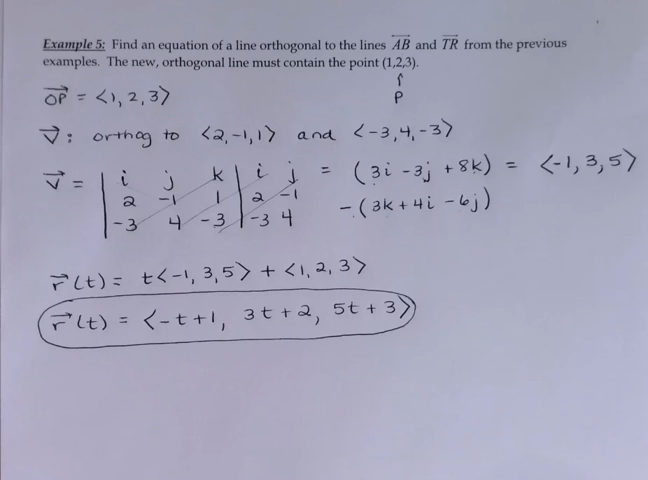 Example 5: Find an equation of a line orthogonal to the lines AB and TR from the previous
examples. The new, orthogonal line must contain the point (1,2,3).
↑
P
OP = <1, 2, 3>
V: orthog to <2,-1,1> and <-3,4,-3>
V = | i j k | i j = (3i -3j +8k) = <-1, 3, 5>
2 -1 1 | 2 -1 -(3k + 4i - 6j)
-3 4 -3 | -3 4
r(t) = t<-1, 3, 5> + <1, 2, 3>
r(t) = <-t+1, 3t+2, 5t+3>